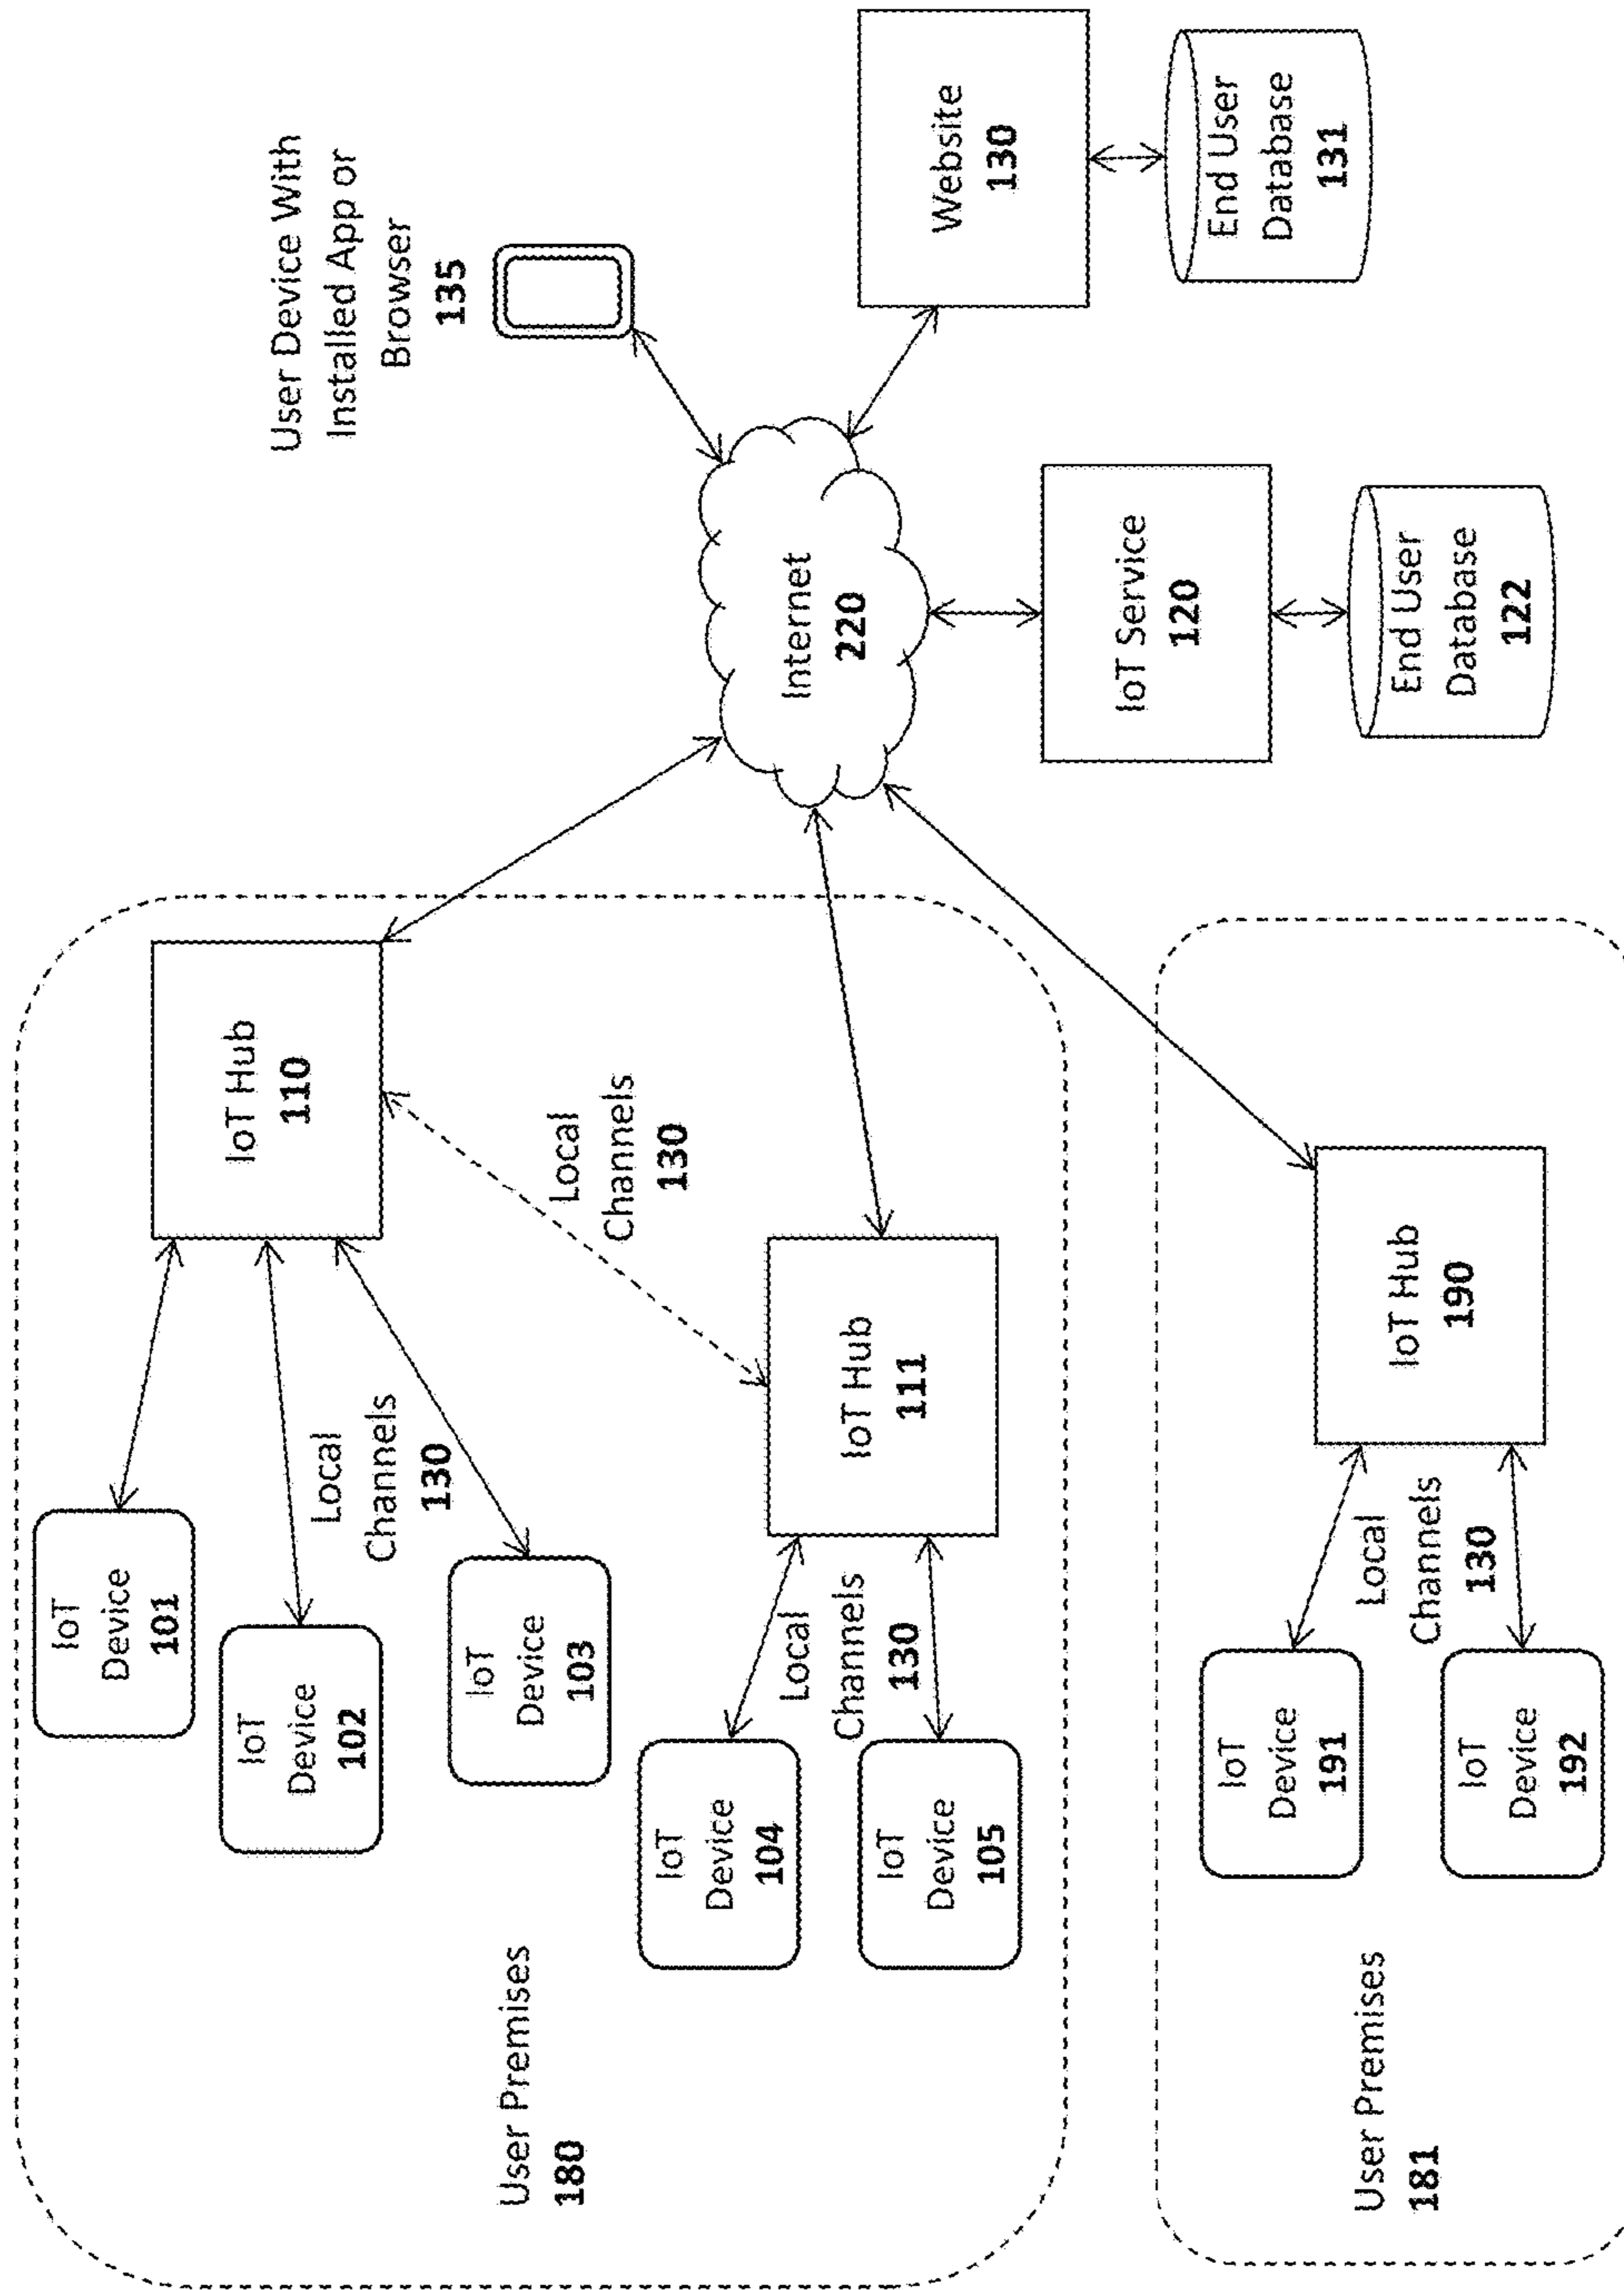 IoT
Device
101
IoT
Device
102
IoT
Device
103
Local
Channels
130
IoT Hub
110
User Premises
180
Local
Channels
130
IoT
Device
104
IoT
Device
105
Local
Channels
130
IoT Hub
111
User Device With
Installed App or
Browser
135
Internet
220
Website
130
End User
Database
131
IoT Service
120
End User
Database
122
User Premises
181
IoT
Device
191
IoT
Device
192
Local
Channels
130
IoT Hub
190